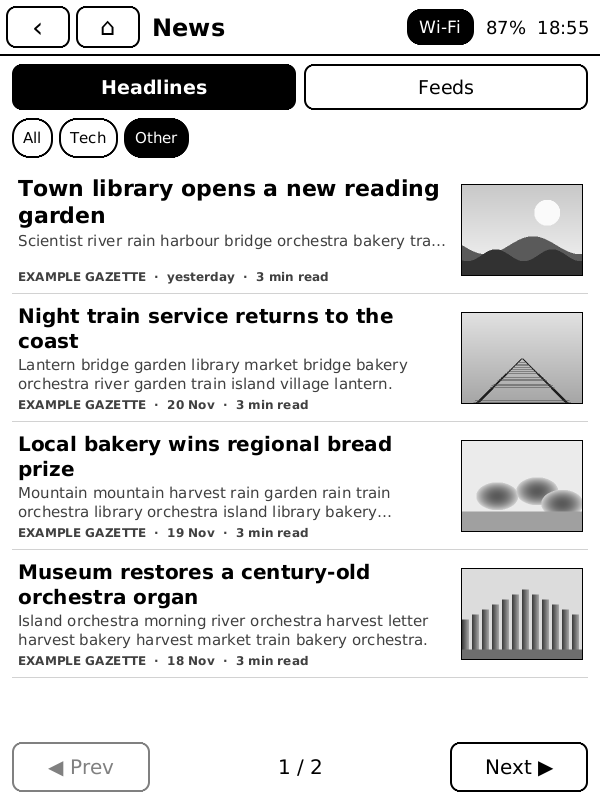 ‹ ⌂ News Wi-Fi 87% 18:55
Headlines Feeds
All Tech Other
Town library opens a new reading
garden
Scientist river rain harbour bridge orchestra bakery tra…
EXAMPLE GAZETTE · yesterday · 3 min read
Night train service returns to the
coast
Lantern bridge garden library market bridge bakery
orchestra river garden train island village lantern.
EXAMPLE GAZETTE · 20 Nov · 3 min read
Local bakery wins regional bread
prize
Mountain mountain harvest rain garden rain train
orchestra library orchestra island library bakery…
EXAMPLE GAZETTE · 19 Nov · 3 min read
Museum restores a century-old
orchestra organ
Island orchestra morning river orchestra harvest letter
harvest bakery harvest market train bakery orchestra.
EXAMPLE GAZETTE · 18 Nov · 3 min read
◀ Prev 1 / 2 Next ▶